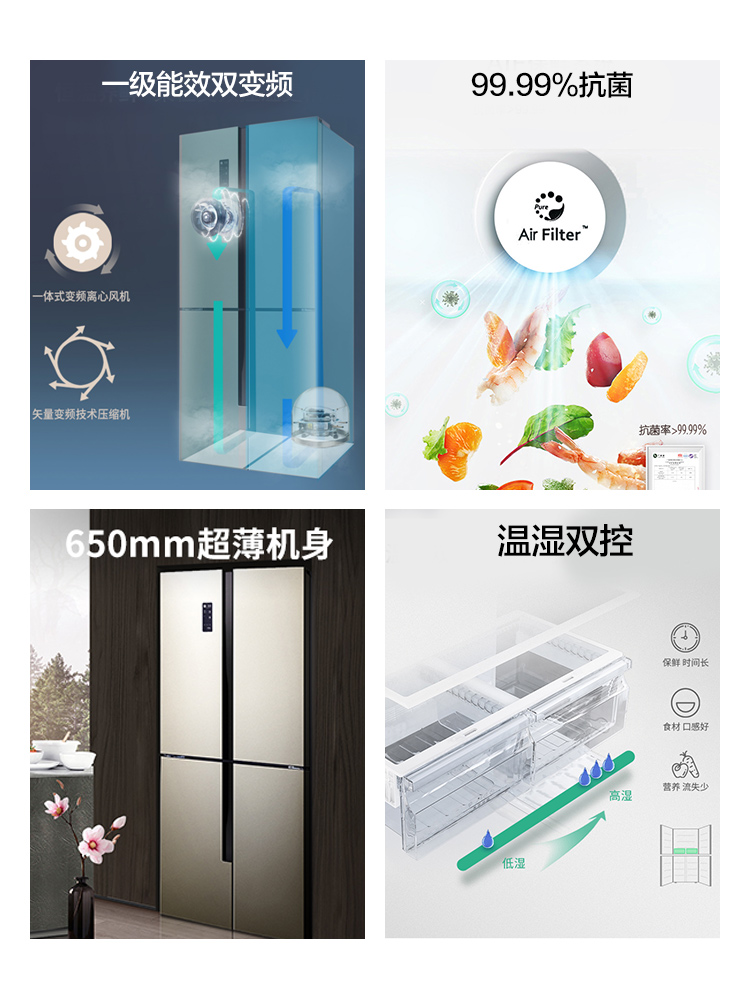 一级能效双变频
一体式变频离心风机
矢量变频技术压缩机
99.99%抗菌
Pure
Air Filter™
抗菌率>99.99%
650mm超薄机身
温湿双控
保鲜 时间长
食材 口感好
营养 流失少
高湿
低湿